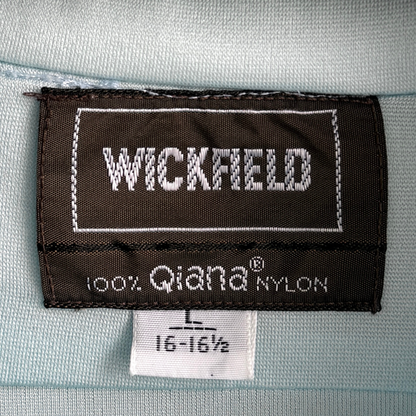 WICKFIELD
100% Qiana® NYLON
L
16-16½